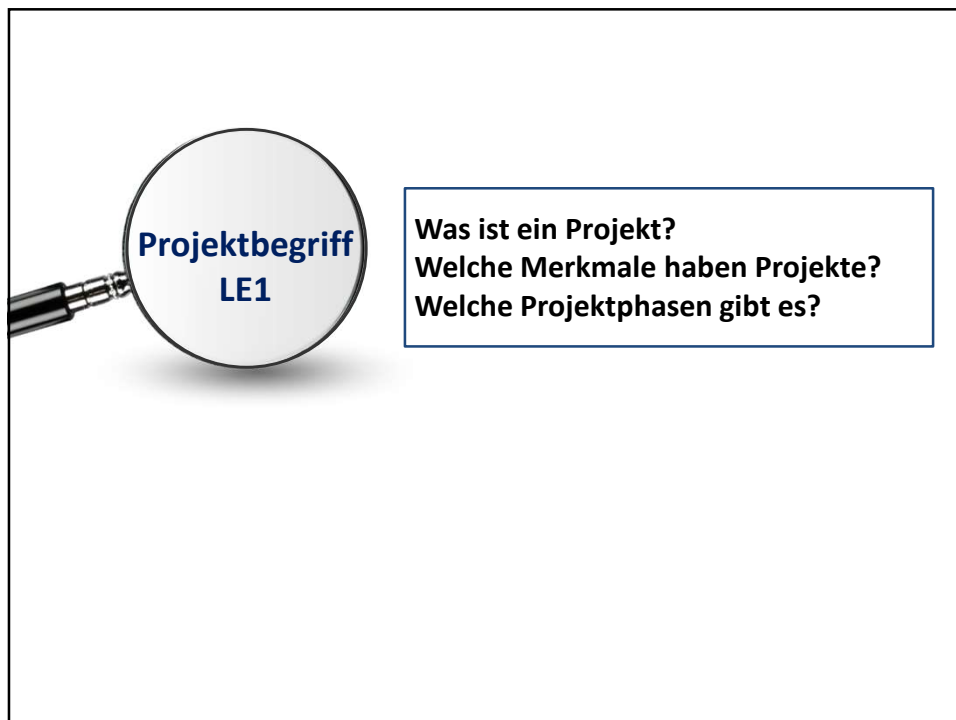 Projektbegriff
LE1
Was ist ein Projekt?
Welche Merkmale haben Projekte?
Welche Projektphasen gibt es?